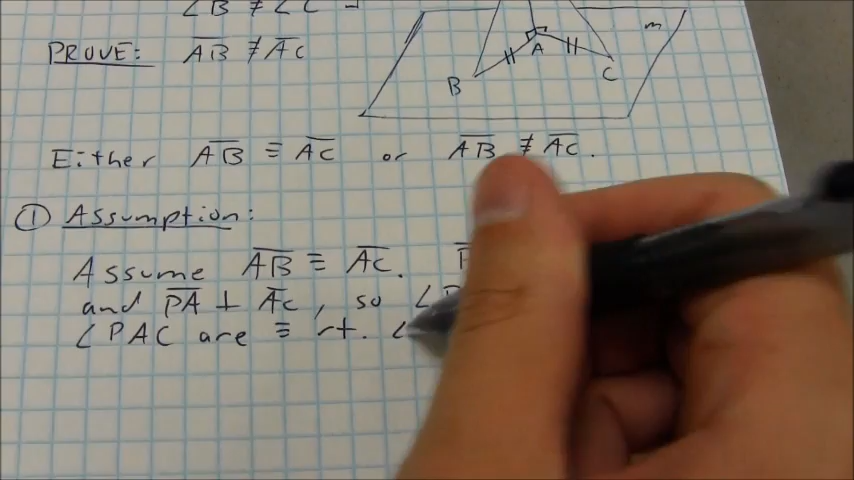 ∠B ≢ ∠C
PROVE: AB ≢ AC
m
A
B
C
Either AB ≡ AC or AB ≢ AC.
① Assumption:
Assume AB ≡ AC. P
and PA ⊥ AC, so ∠P
∠PAC are ≡ rt. ∠